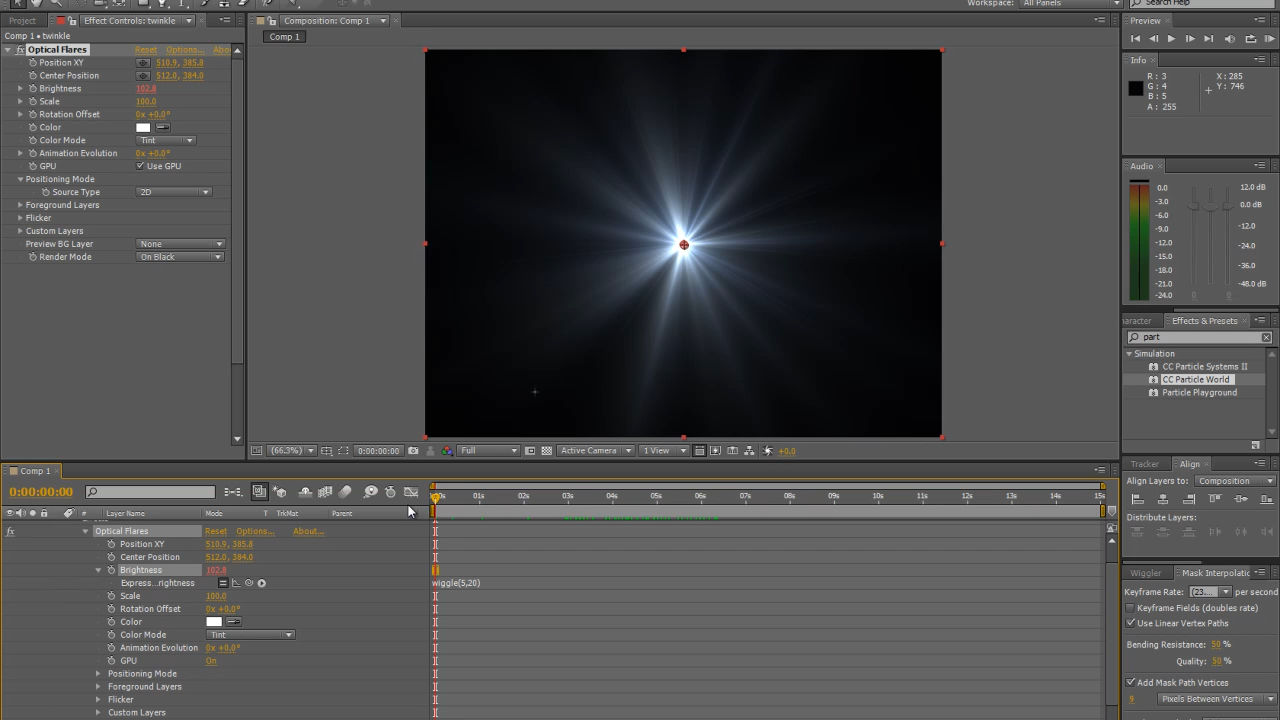 Workspace: All Panels
Search Help
Project
Effect Controls: twinkle
Comp 1 • twinkle
Optical Flares Reset Options... Abo
Position XY 510.9, 385.8
Center Position 512.0, 384.0
Brightness 102.8
Scale 100.0
Rotation Offset 0x +0.0°
Color
Color Mode Tint
Animation Evolution 0x +0.0°
GPU Use GPU
Positioning Mode
Source Type 2D
Foreground Layers
Flicker
Custom Layers
Preview BG Layer None
Render Mode On Black
Composition: Comp 1
Comp 1
(66.3%) 0:00:00:00 Full Active Camera 1 View +0.0
Preview
Info
R: 3
G: 4
B: 5
A: 255
X: 285
Y: 746
Audio
0.0
-3.0
-6.0
-9.0
-12.0
-15.0
-18.0
-21.0
-24.0
12.0 dB
0.0 dB
-12.0
-24.0
-36.0
-48.0 dB
aracter Effects & Presets
part
Simulation
CC Particle Systems II
CC Particle World
Particle Playground
Tracker Align
Align Layers to: Composition
Distribute Layers:
Wiggler Mask Interpolatic
Keyframe Rate: (23.... per second
Keyframe Fields (doubles rate)
Use Linear Vertex Paths
Bending Resistance: 50 %
Quality: 50 %
Add Mask Path Vertices
9 Pixels Between Vertices
Comp 1
0:00:00:00
01s 02s 03s 04s 05s 06s 07s 08s 09s 10s 11s 12s 13s 14s 15s
# Layer Name Mode T TrkMat Parent
Optical Flares Reset Options... About...
Position XY 510.9, 385.8
Center Position 512.0, 384.0
Brightness 102.8
Express...rightness wiggle(5,20)
Scale 100.0
Rotation Offset 0x +0.0°
Color
Color Mode Tint
Animation Evolution 0x +0.0°
GPU On
Positioning Mode
Foreground Layers
Flicker
Custom Layers